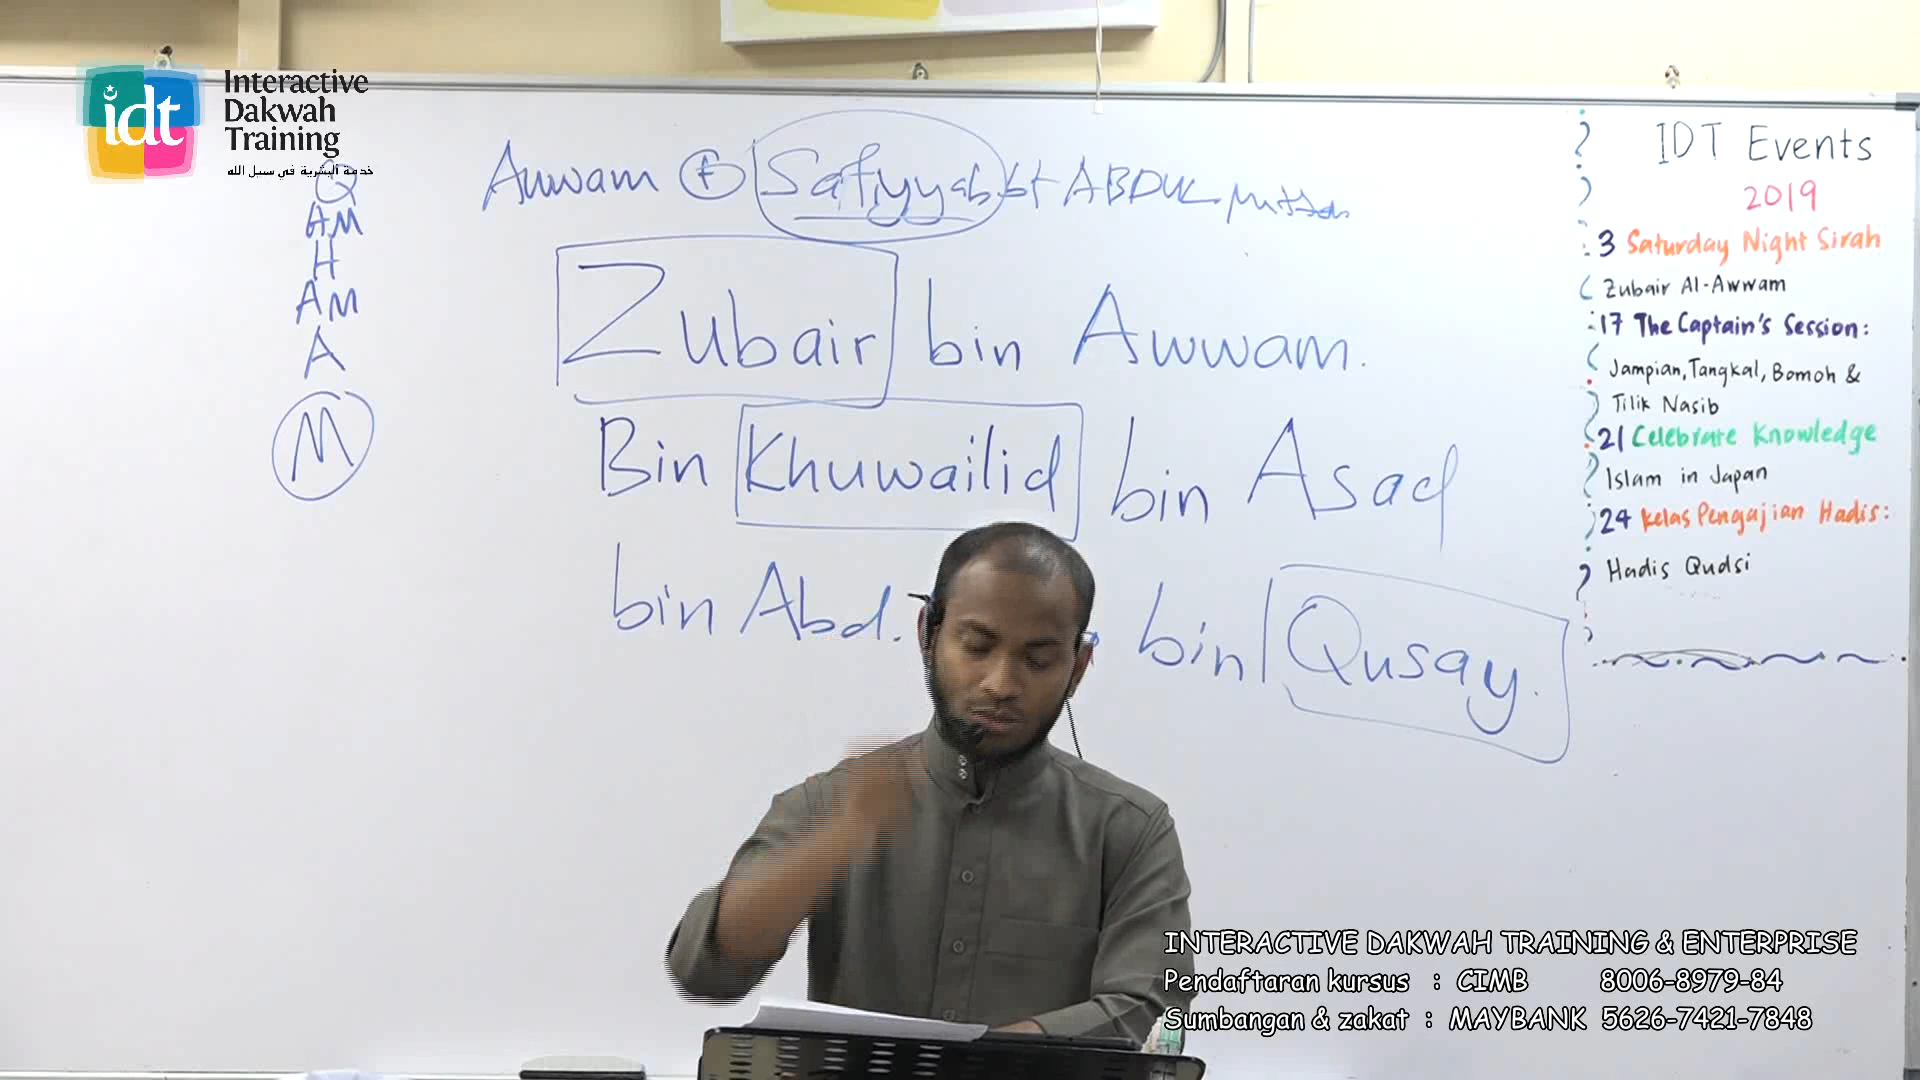 idt
Interactive
Dakwah
Training
خدمة البشرية في سبيل الله
Q
AM
H
AM
A
M
Awwam + Safiyyah bt ABDUL
Zubair bin Awwam.
Bin Khuwailid bin Asad
bin Abd. bin Qusay.
IDT Events
2019
3 Saturday Night Sirah
Zubair Al-Awwam
17 The Captain's Session:
Jampian, Tangkal, Bomoh &
Tilik Nasib
21 Celebrate Knowledge
Islam in Japan
24 Kelas Pengajian Hadis:
Hadis Qudsi
INTERACTIVE DAKWAH TRAINING & ENTERPRISE
Pendaftaran kursus : CIMB 8006-8979-84
Sumbangan & zakat : MAYBANK 5626-7421-7848